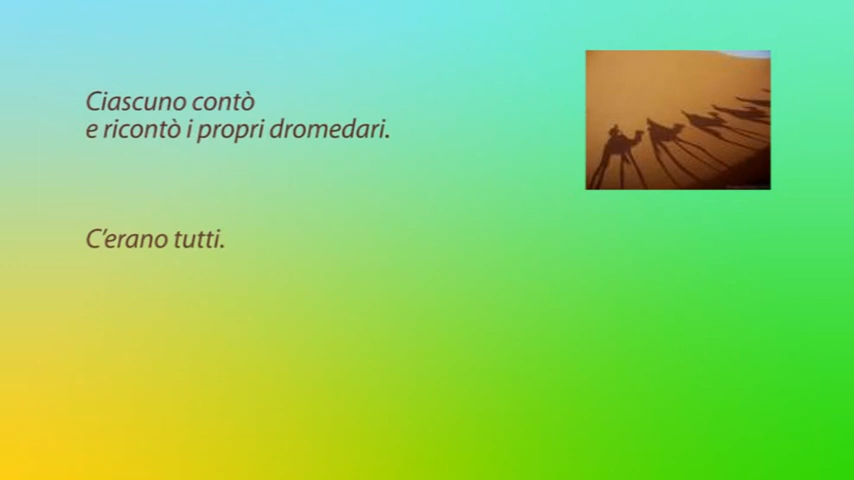 Ciascuno contò
e ricontò i propri dromedari.
C’erano tutti.